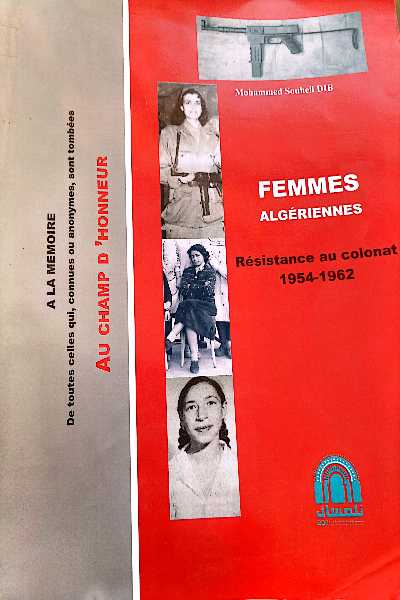 A LA MEMOIRE
De toutes celles qui, connues ou anonymes, sont tombées
AU CHAMP D 'HONNEUR
Mohammed Souheil DIB
FEMMES
ALGÉRIENNES
Résistance au colonat
1954-1962
تلمسان